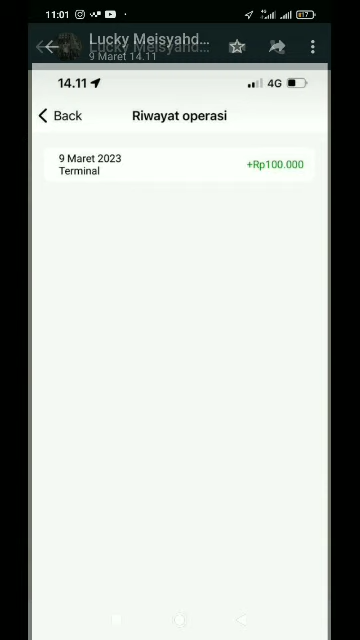 11:01
Lucky Meisyahd...
9 Maret 14.11
14.11
4G
Back
Riwayat operasi
9 Maret 2023
+Rp100.000
Terminal